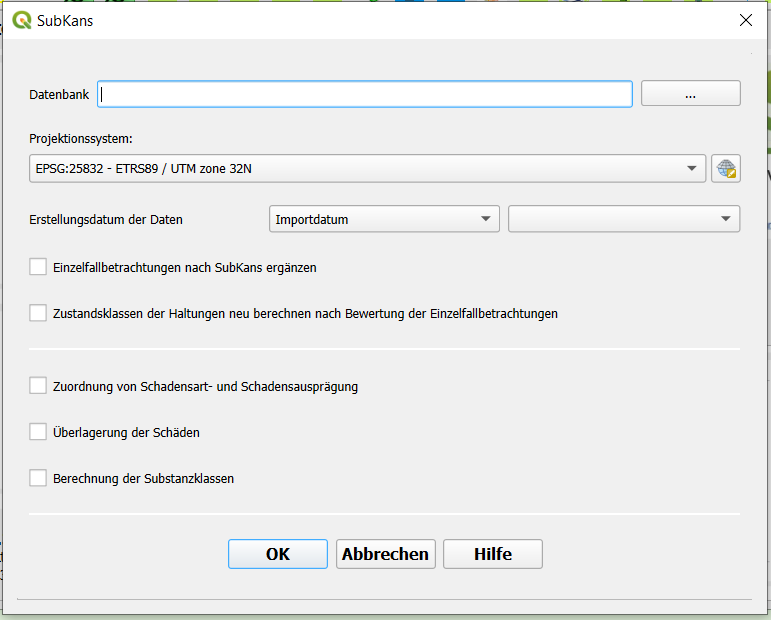 SubKans
Datenbank ...
Projektionssystem:
EPSG:25832 - ETRS89 / UTM zone 32N
Erstellungsdatum der Daten Importdatum
Einzelfallbetrachtungen nach SubKans ergänzen
Zustandsklassen der Haltungen neu berechnen nach Bewertung der Einzelfallbetrachtungen
Zuordnung von Schadensart- und Schadensausprägung
Überlagerung der Schäden
Berechnung der Substanzklassen
OK Abbrechen Hilfe